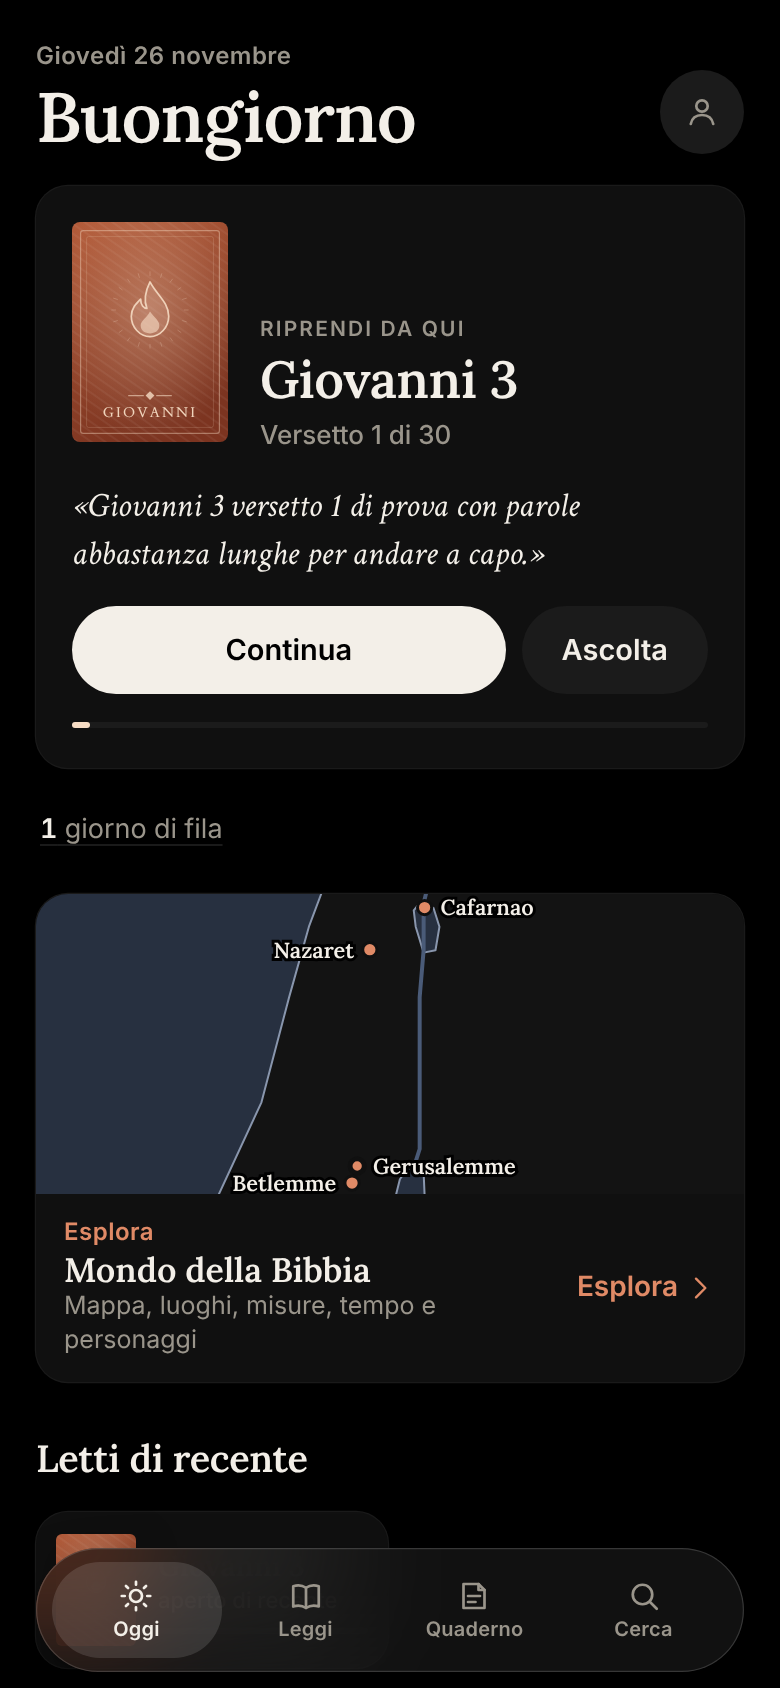 Giovedì 26 novembre
Buongiorno
GIOVANNI
RIPRENDI DA QUI
Giovanni 3
Versetto 1 di 30
«Giovanni 3 versetto 1 di prova con parole
abbastanza lunghe per andare a capo.»
Continua
Ascolta
1 giorno di fila
Cafarnao
Nazaret
Gerusalemme
Betlemme
Esplora
Mondo della Bibbia
Mappa, luoghi, misure, tempo e
personaggi
Esplora
Letti di recente
Oggi
Leggi
Quaderno
Cerca